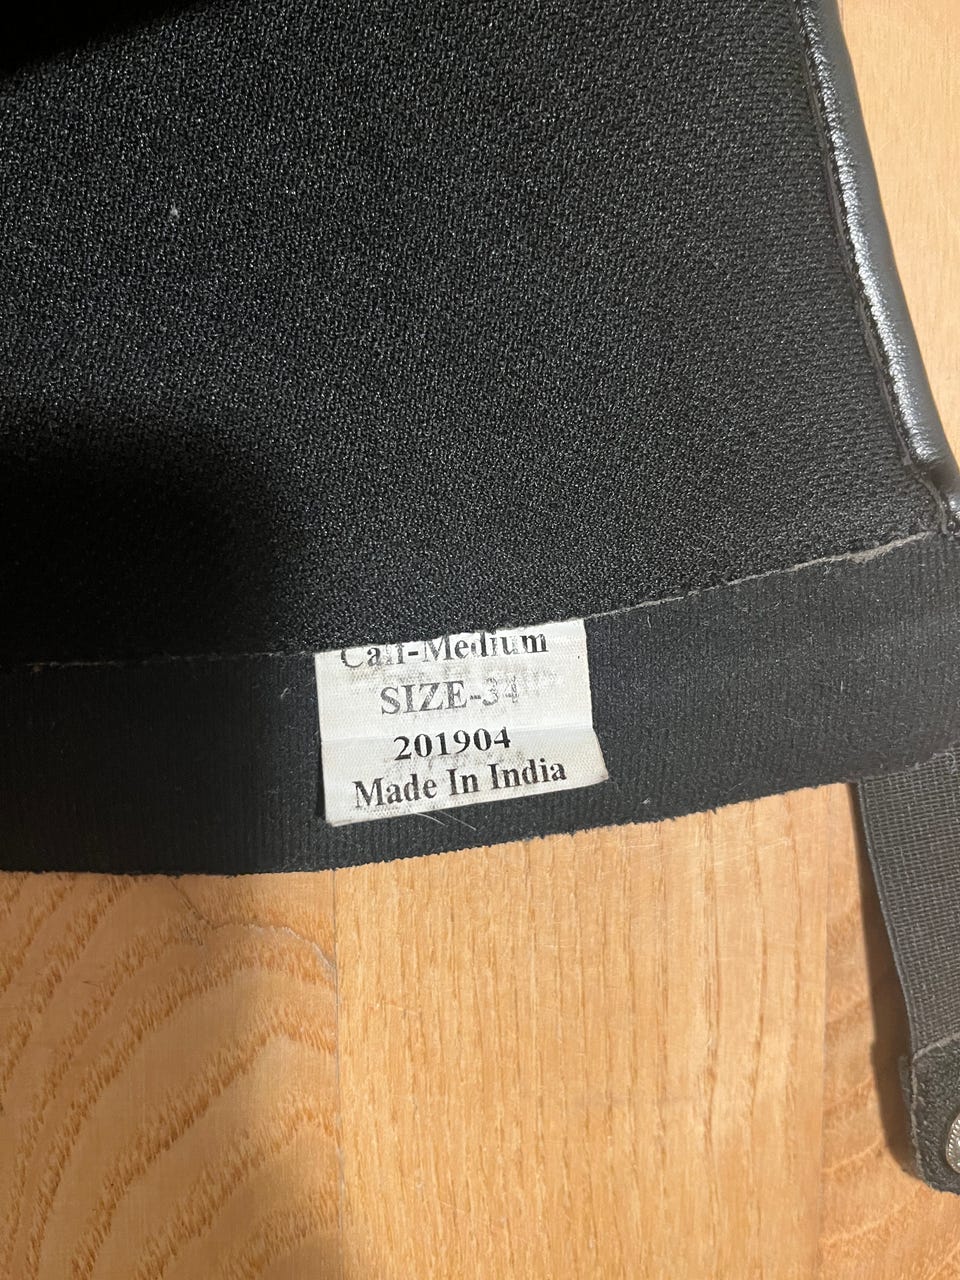 Calf-Medium
SIZE-34
201904
Made In India